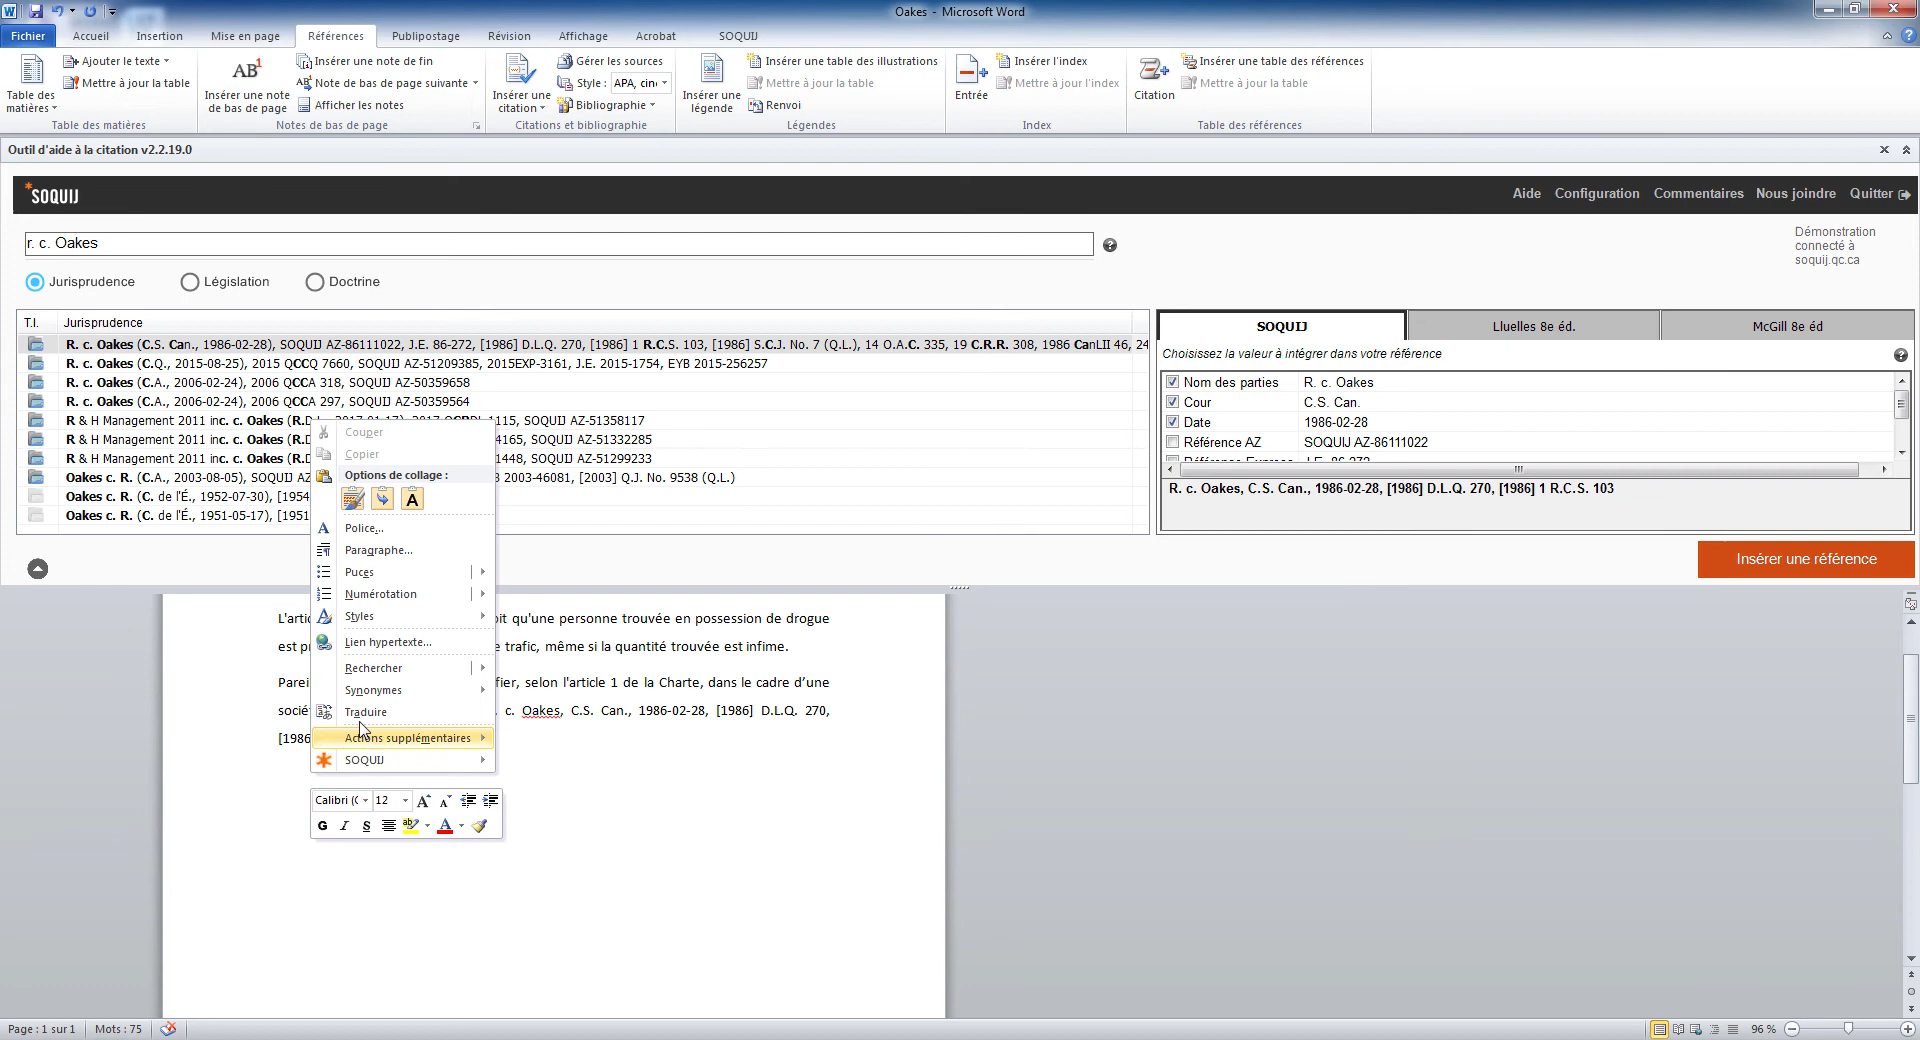 Oakes - Microsoft Word
Fichier Accueil Insertion Mise en page Références Publipostage Révision Affichage Acrobat SOQUIJ
Table des matières
Ajouter le texte
Mettre à jour la table
Table des matières
AB1
Insérer une note de bas de page
Insérer une note de fin
AB1 Note de bas de page suivante
Afficher les notes
Notes de bas de page
Insérer une citation
Gérer les sources
Style : APA, cin
Bibliographie
Citations et bibliographie
Insérer une légende
Insérer une table des illustrations
Mettre à jour la table
Renvoi
Légendes
Entrée
Insérer l'index
Mettre à jour l'index
Index
Citation
Insérer une table des références
Mettre à jour la table
Table des références
Outil d'aide à la citation v2.2.19.0
*SOQUIJ
Aide Configuration Commentaires Nous joindre Quitter
r. c. Oakes
Démonstration
connecté à
soquij.qc.ca
Jurisprudence Législation Doctrine
T.I. Jurisprudence
R. c. Oakes (C.S. Can., 1986-02-28), SOQUIJ AZ-86111022, J.E. 86-272, [1986] D.L.Q. 270, [1986] 1 R.C.S. 103, [1986] S.C.J. No. 7 (Q.L.), 14 O.A.C. 335, 19 C.R.R. 308, 1986 CanLII 46, 24
R. c. Oakes (C.Q., 2015-08-25), 2015 QCCQ 7660, SOQUIJ AZ-51209385, 2015EXP-3161, J.E. 2015-1754, EYB 2015-256257
R. c. Oakes (C.A., 2006-02-24), 2006 QCCA 318, SOQUIJ AZ-50359658
R. c. Oakes (C.A., 2006-02-24), 2006 QCCA 297, SOQUIJ AZ-50359564
R & H Management 2011 inc. c. Oakes (R.D.L., 2017-01-17), 2017 QCRDL 1115, SOQUIJ AZ-51358117
R & H Management 2011 inc. c. Oakes (R.D 4165, SOQUIJ AZ-51332285
R & H Management 2011 inc. c. Oakes (R.D 1448, SOQUIJ AZ-51299233
Oakes c. R. (C.A., 2003-08-05), SOQUIJ AZ B 2003-46081, [2003] Q.J. No. 9538 (Q.L.)
Oakes c. R. (C. de l'É., 1952-07-30), [1954
Oakes c. R. (C. de l'É., 1951-05-17), [1951
SOQUIJ Lluelles 8e éd. McGill 8e éd
Choisissez la valeur à intégrer dans votre référence
Nom des parties R. c. Oakes
Cour C.S. Can.
Date 1986-02-28
Référence AZ SOQUIJ AZ-86111022
Référence Express J.E. 86-272
R. c. Oakes, C.S. Can., 1986-02-28, [1986] D.L.Q. 270, [1986] 1 R.C.S. 103
Insérer une référence
Couper
Copier
Options de collage :
A
Police...
Paragraphe...
Puces
Numérotation
Styles
Lien hypertexte...
Rechercher
Synonymes
Traduire
Actions supplémentaires
SOQUIJ
Calibri (C 12
G I S
L'artic oit qu'une personne trouvée en possession de drogue
est pr e trafic, même si la quantité trouvée est infime.
Parei fier, selon l'article 1 de la Charte, dans le cadre d'une
sociét c. Oakes, C.S. Can., 1986-02-28, [1986] D.L.Q. 270,
[1986
Page : 1 sur 1 Mots : 75 96 %